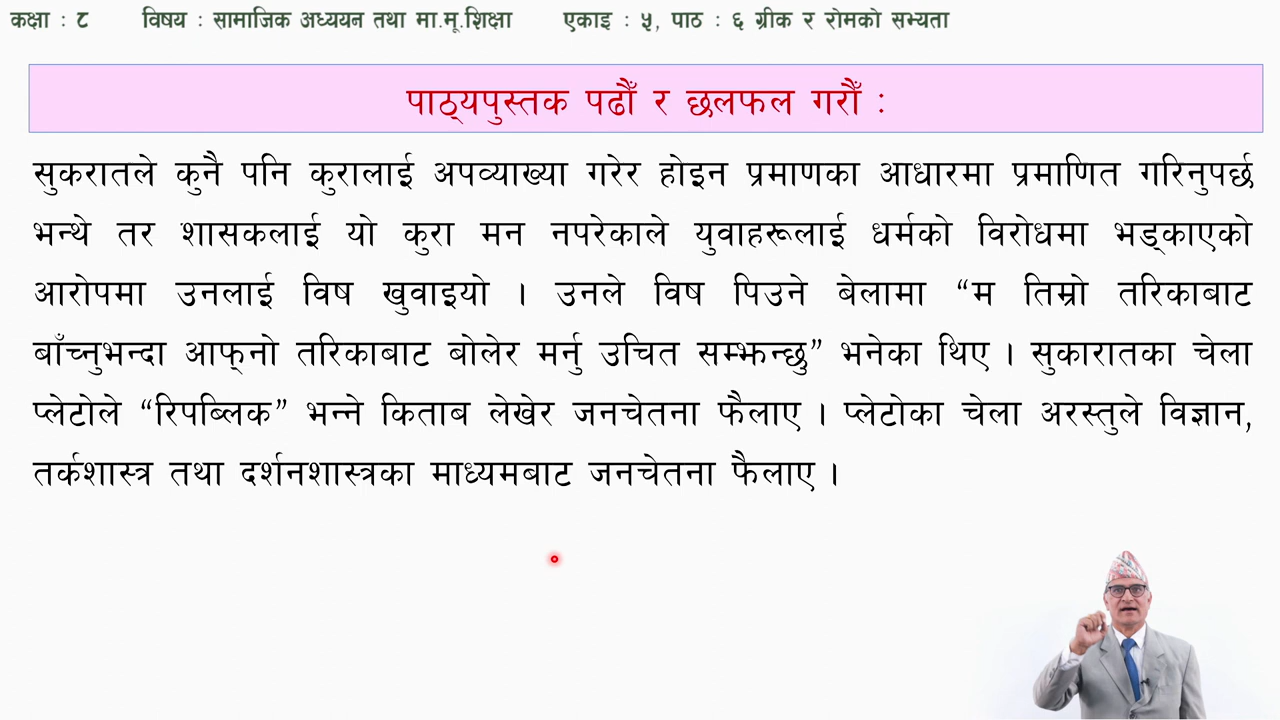 कक्षा : ८ विषय : सामाजिक अध्ययन तथा मा.मू.शिक्षा एकाइ : ५, पाठ : ६ ग्रीक र रोमको सभ्यता
पाठ्यपुस्तक पढौँ र छलफल गरौँ :
सुकरातले कुनै पनि कुरालाई अपव्याख्या गरेर होइन प्रमाणका आधारमा प्रमाणित गरिनुपर्छ
भन्थे तर शासकलाई यो कुरा मन नपरेकाले युवाहरूलाई धर्मको विरोधमा भड्काएको
आरोपमा उनलाई विष खुवाइयो । उनले विष पिउने बेलामा “म तिम्रो तरिकाबाट
बाँच्नुभन्दा आफ्नो तरिकाबाट बोलेर मर्नु उचित सम्झन्छु” भनेका थिए । सुकारातका चेला
प्लेटोले “रिपब्लिक” भन्ने किताब लेखेर जनचेतना फैलाए । प्लेटोका चेला अरस्तुले विज्ञान,
तर्कशास्त्र तथा दर्शनशास्त्रका माध्यमबाट जनचेतना फैलाए ।